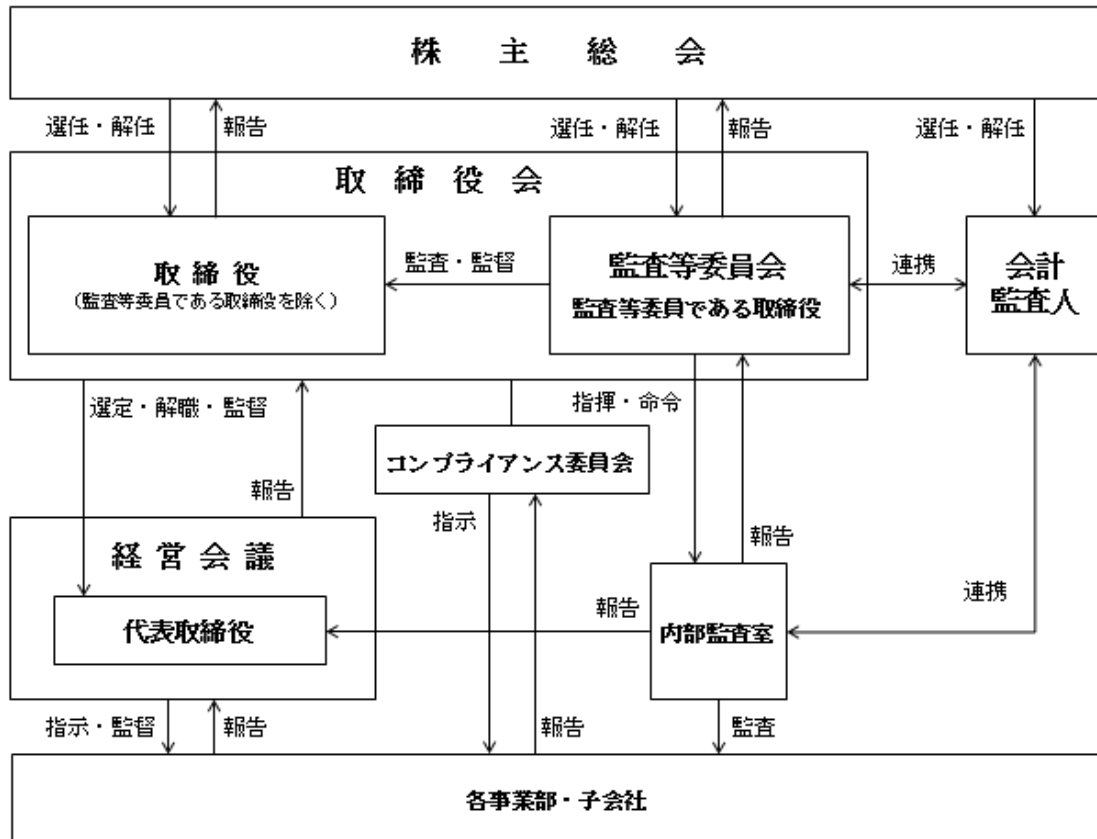 株主総会
選任・解任
報告
選任・解任
報告
選任・解任
取締役会
取締役
(監査等委員である取締役を除く)
監査・監督
監査等委員会
監査等委員である取締役
連携
会計
監査人
選定・解職・監督
報告
指揮・命令
コンプライアンス委員会
指示
報告
経営会議
代表取締役
報告
内部監査室
連携
指示・監督
報告
報告
監査
各事業部・子会社